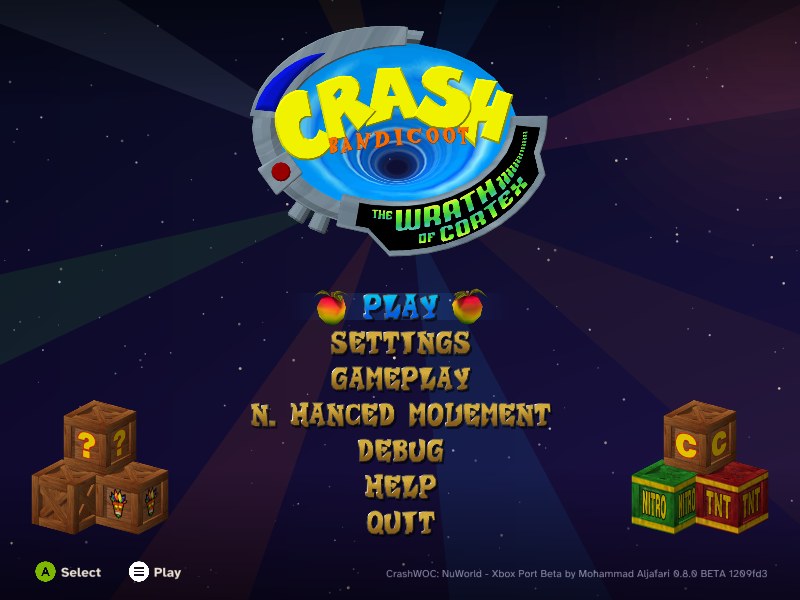 CRASH
BANDICOOT
THE WRATH
OF CORTEX
PLAY
SETTINGS
GAMEPLAY
N. HANCED MOVEMENT
DEBUG
HELP
QUIT
? ?
C C
NITRO NITRO TNT TNT
A Select Play
CrashWOC: NuWorld - Xbox Port Beta by Mohammad Aljafari 0.8.0 BETA 1209fd3